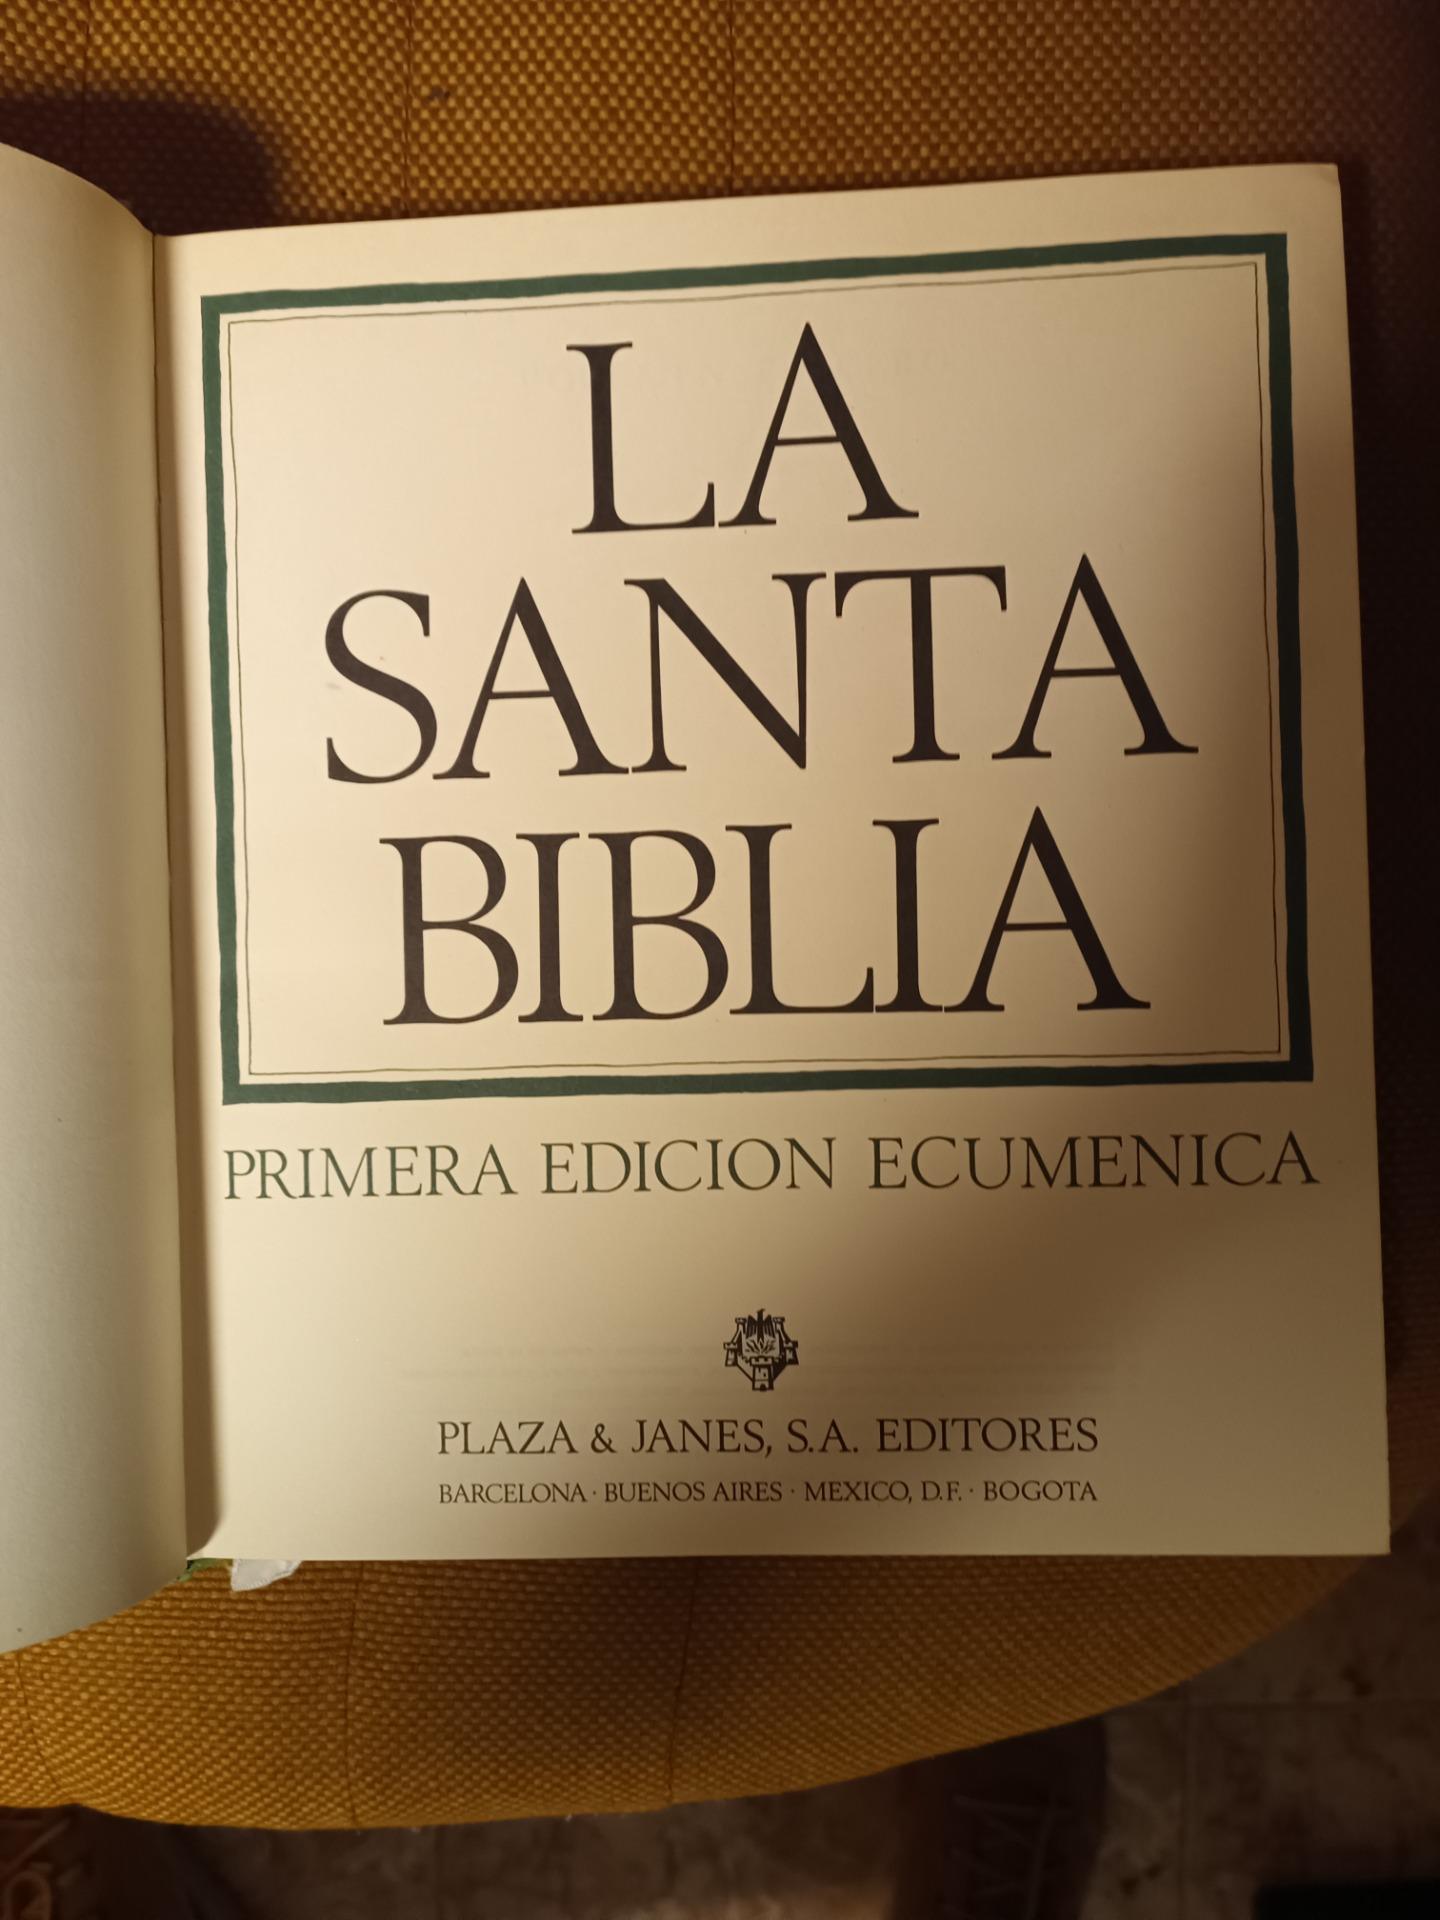 LA
SANTA
BIBLIA
PRIMERA EDICION ECUMENICA
PLAZA & JANES, S.A. EDITORES
BARCELONA · BUENOS AIRES · MEXICO, D.F. · BOGOTA